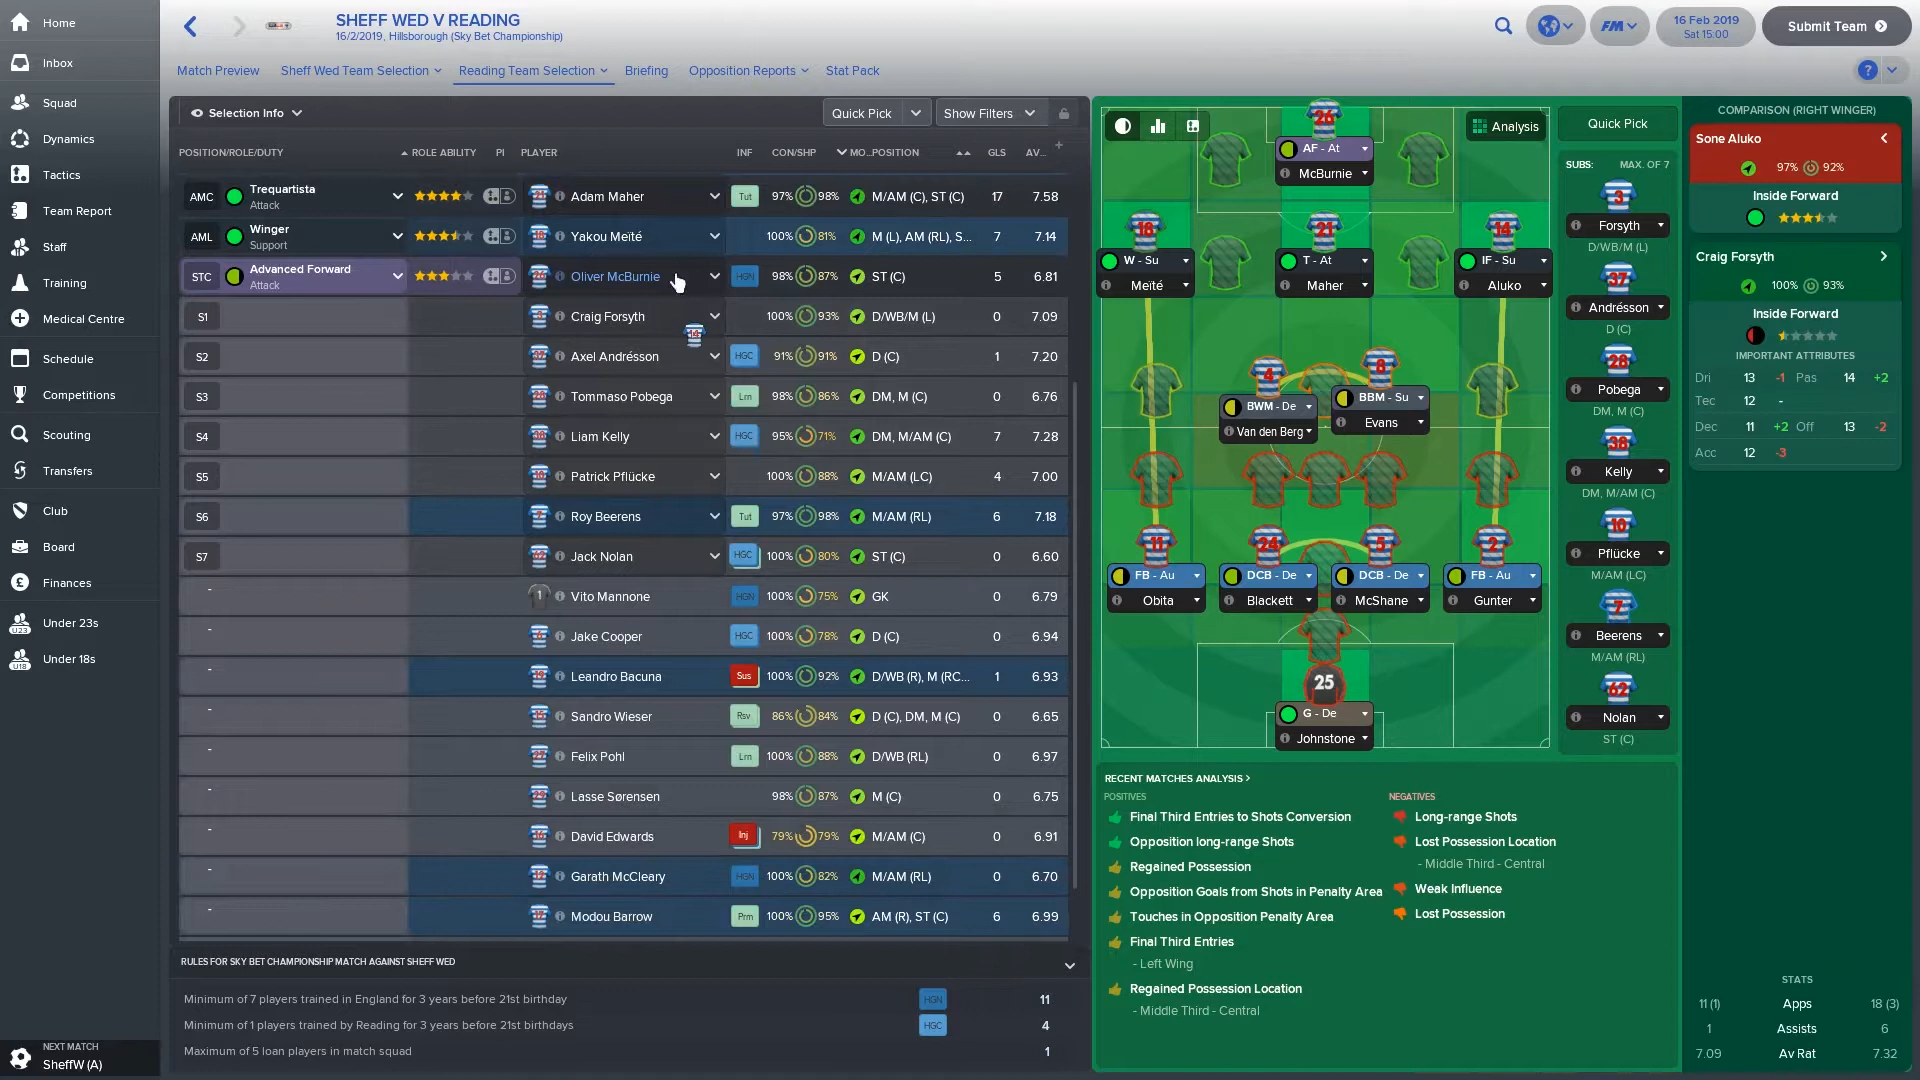 Home
Inbox
Squad
Dynamics
Tactics
Team Report
Staff
Training
Medical Centre
Schedule
Competitions
Scouting
Transfers
Club
Board
Finances
Under 23s
Under 18s
NEXT MATCH
SheffW (A)
SHEFF WED V READING
16/2/2019, Hillsborough (Sky Bet Championship)
FM
16 Feb 2019
Sat 15:00
Submit Team
Match Preview
Sheff Wed Team Selection
Reading Team Selection
Briefing
Opposition Reports
Stat Pack
?
Selection Info
Quick Pick
Show Filters
POSITION/ROLE/DUTY ROLE ABILITY PI PLAYER INF CON/SHP MO... POSITION GLS AV...
AMC Trequartista Attack Adam Maher Tut 97% 98% M/AM (C), ST (C) 17 7.58
AML Winger Support Yakou Meïté 100% 81% M (L), AM (RL), S... 7 7.14
STC Advanced Forward Attack Oliver McBurnie HGN 98% 87% ST (C) 5 6.81
S1 Craig Forsyth 100% 93% D/WB/M (L) 0 7.09
S2 Axel Andrésson HGC 91% 91% D (C) 1 7.20
S3 Tommaso Pobega Lrn 98% 86% DM, M (C) 0 6.76
S4 Liam Kelly HGC 95% 71% DM, M/AM (C) 7 7.28
S5 Patrick Pflücke 100% 88% M/AM (LC) 4 7.00
S6 Roy Beerens Tut 97% 98% M/AM (RL) 6 7.18
S7 Jack Nolan HGC 100% 80% ST (C) 0 6.60
- 1 Vito Mannone HGN 100% 75% GK 0 6.79
- Jake Cooper HGC 100% 78% D (C) 0 6.94
- Leandro Bacuna Sus 100% 92% D/WB (R), M (RC... 1 6.93
- Sandro Wieser Rsv 86% 84% D (C), DM, M (C) 0 6.65
- Felix Pohl Lrn 100% 88% D/WB (RL) 0 6.97
- Lasse Sørensen 98% 87% M (C) 0 6.75
- David Edwards Inj 79% 79% M/AM (C) 0 6.91
- Garath McCleary HGN 100% 82% M/AM (RL) 0 6.70
- Modou Barrow Prm 100% 95% AM (R), ST (C) 6 6.99
RULES FOR SKY BET CHAMPIONSHIP MATCH AGAINST SHEFF WED
Minimum of 7 players trained in England for 3 years before 21st birthday HGN 11
Minimum of 1 players trained by Reading for 3 years before 21st birthdays HGC 4
Maximum of 5 loan players in match squad 1
Analysis
26
AF - At
McBurnie
18 21 14
W - Su T - At IF - Su
Meïté Maher Aluko
4 8
BWM - De BBM - Su
Van den Berg Evans
11 24 5 2
FB - Au DCB - De DCB - De FB - Au
Obita Blackett McShane Gunter
25
G - De
Johnstone
Quick Pick
SUBS: MAX. OF 7
3
Forsyth
D/WB/M (L)
37
Andrésson
D (C)
28
Pobega
DM, M (C)
38
Kelly
DM, M/AM (C)
10
Pflücke
M/AM (LC)
7
Beerens
M/AM (RL)
62
Nolan
ST (C)
RECENT MATCHES ANALYSIS >
POSITIVES
Final Third Entries to Shots Conversion
Opposition long-range Shots
Regained Possession
Opposition Goals from Shots in Penalty Area
Touches in Opposition Penalty Area
Final Third Entries
- Left Wing
Regained Possession Location
- Middle Third - Central
NEGATIVES
Long-range Shots
Lost Possession Location
- Middle Third - Central
Weak Influence
Lost Possession
COMPARISON (RIGHT WINGER)
Sone Aluko
97% 92%
Inside Forward
Craig Forsyth
100% 93%
Inside Forward
IMPORTANT ATTRIBUTES
Dri 13 -1 Pas 14 +2
Tec 12 -
Dec 11 +2 Off 13 -2
Acc 12 -3
STATS
11 (1) Apps 18 (3)
1 Assists 6
7.09 Av Rat 7.32